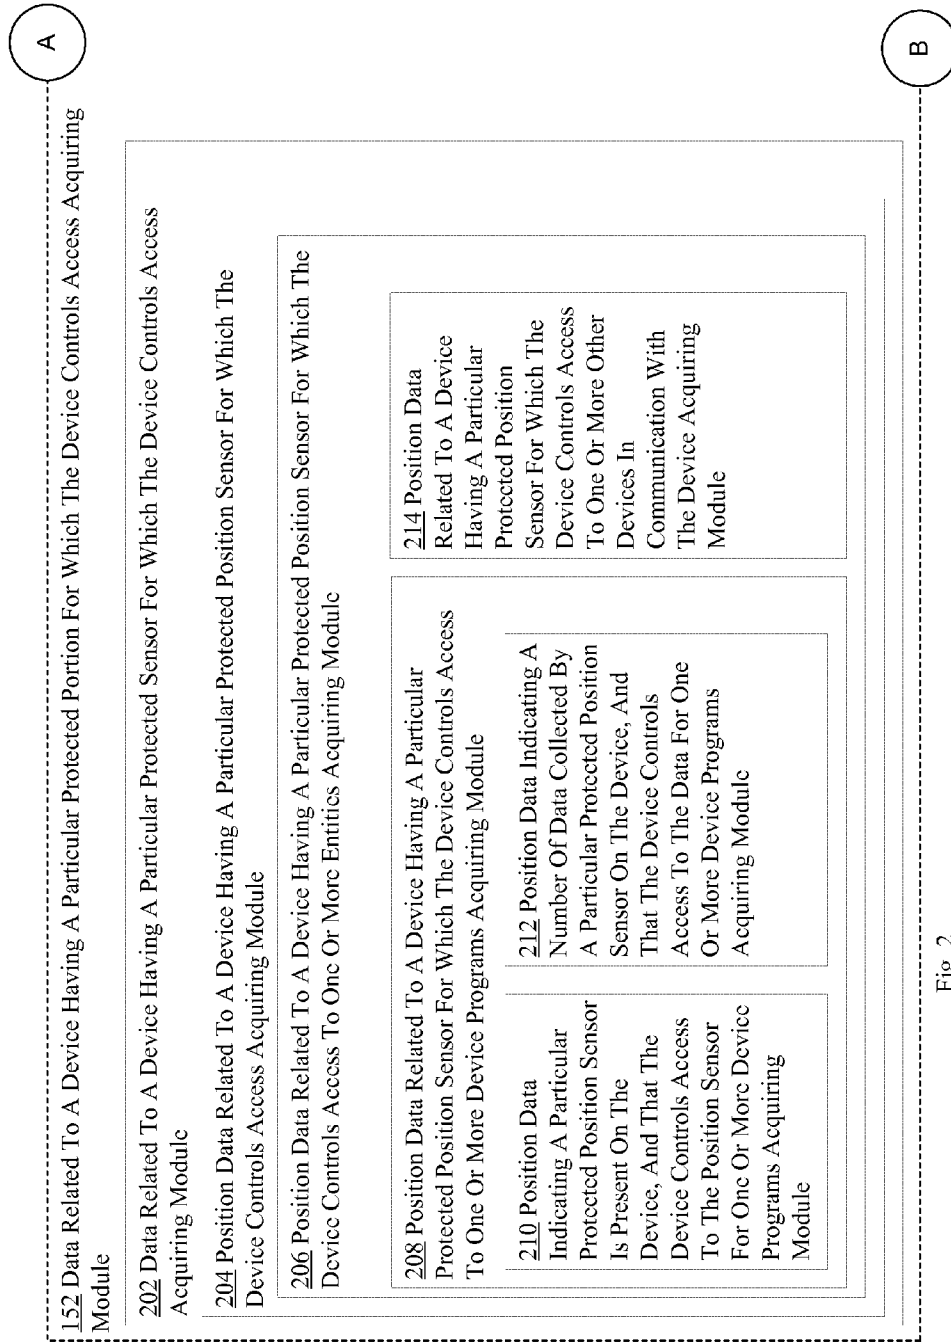 A
152 Data Related To A Device Having A Particular Protected Portion For Which The Device Controls Access Acquiring
Module
202 Data Related To A Device Having A Particular Protected Sensor For Which The Device Controls Access
Acquiring Module
204 Position Data Related To A Device Having A Particular Protected Position Sensor For Which The
Device Controls Access Acquiring Module
206 Position Data Related To A Device Having A Particular Protected Position Sensor For Which The
Device Controls Access To One Or More Entities Acquiring Module
208 Position Data Related To A Device Having A Particular
Protected Position Sensor For Which The Device Controls Access
To One Or More Device Programs Acquiring Module
210 Position Data
Indicating A Particular
Protected Position Sensor
Is Present On The
Device, And That The
Device Controls Access
To The Position Sensor
For One Or More Device
Programs Acquiring
Module
212 Position Data Indicating A
Number Of Data Collected By
A Particular Protected Position
Sensor On The Device, And
That The Device Controls
Access To The Data For One
Or More Device Programs
Acquiring Module
214 Position Data
Related To A Device
Having A Particular
Protected Position
Sensor For Which The
Device Controls Access
To One Or More Other
Devices In
Communication With
The Device Acquiring
Module
B
Fig. 2